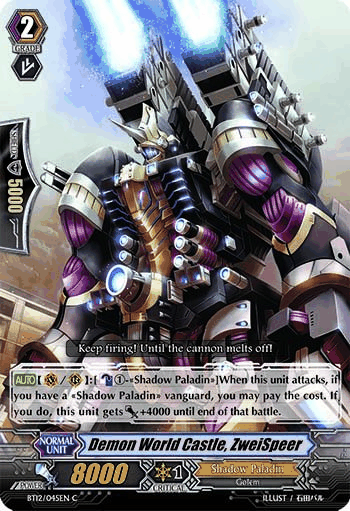 2
GRADE
SHIELD
5000
Keep firing! Until the cannon melts off!
AUTO [ / ]:[ ①-«Shadow Paladin»]When this unit attacks, if
you have a «Shadow Paladin» vanguard, you may pay the cost. If
you do, this unit gets +4000 until end of that battle.
NORMAL
UNIT
Demon World Castle, ZweiSpeer
POWER
8000
1
CRITICAL
Shadow Paladin
Golem
BT12/045EN C
ILLUST / 石田バル